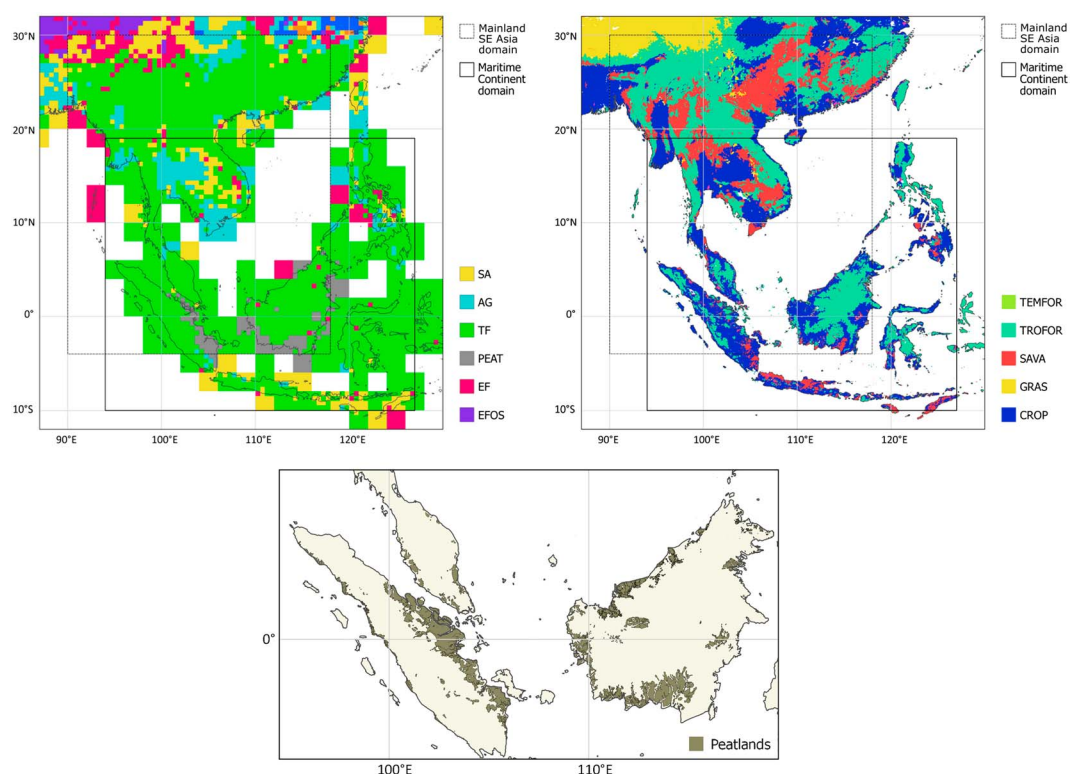 30°N
20°N
10°N
0°
10°S
90°E
100°E
110°E
120°E
Mainland
SE Asia
domain
Maritime
Continent
domain
SA
AG
TF
PEAT
EF
EFOS
30°N
20°N
10°N
0°
10°S
90°E
100°E
110°E
120°E
Mainland
SE Asia
domain
Maritime
Continent
domain
TEMFOR
TROFOR
SAVA
GRAS
CROP
0°
100°E
110°E
Peatlands